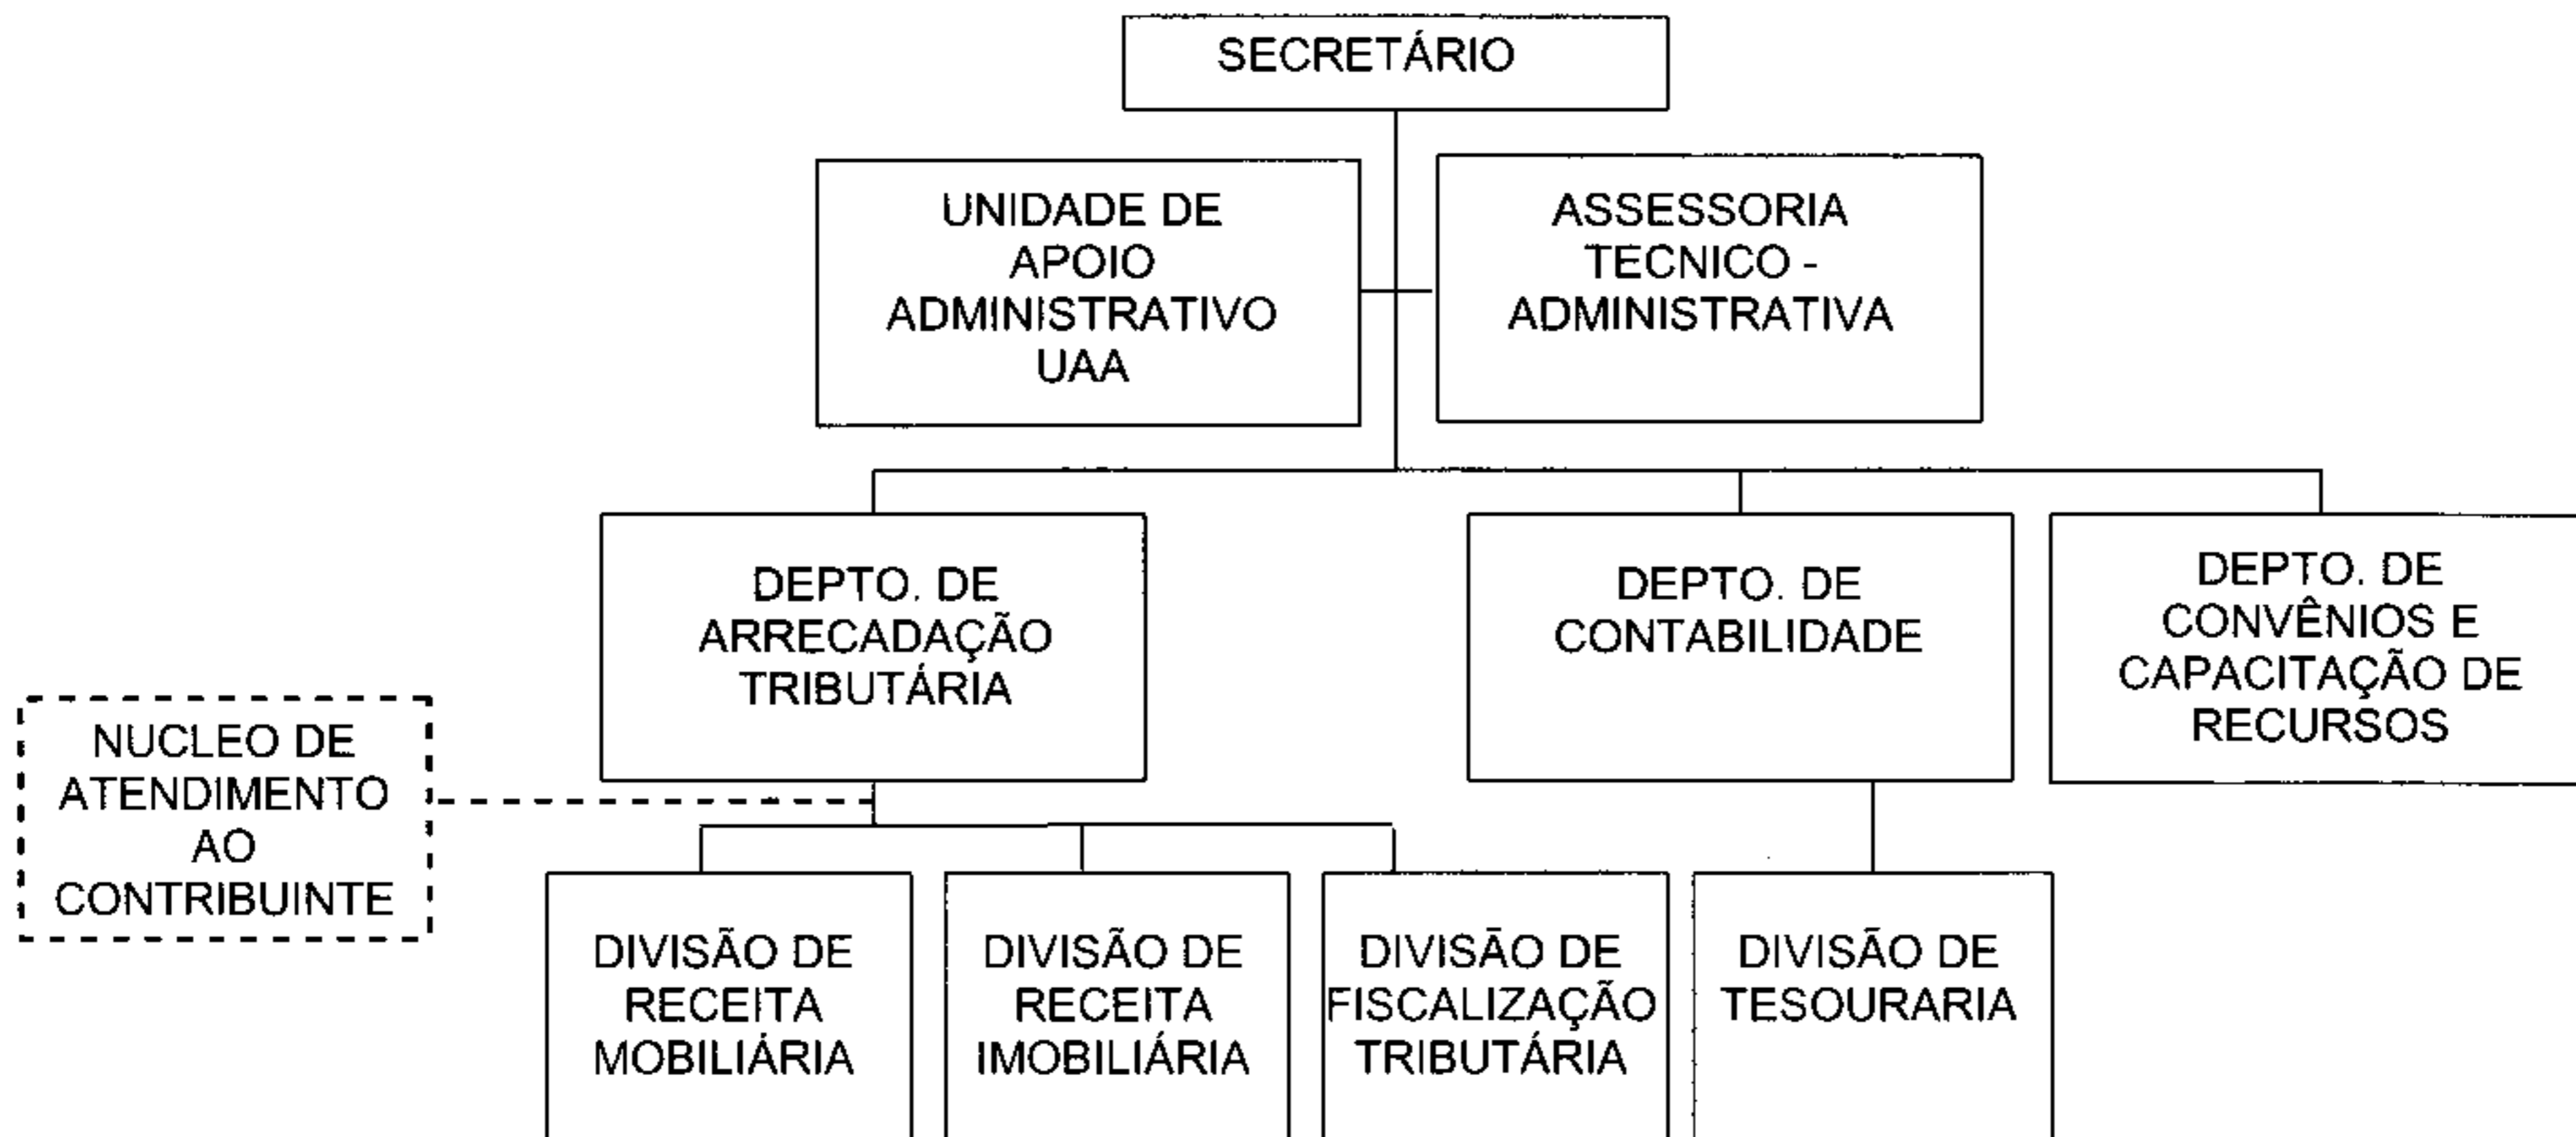 SECRETÁRIO
UNIDADE DE
APOIO
ADMINISTRATIVO
UAA
ASSESSORIA
TECNICO -
ADMINISTRATIVA
DEPTO. DE
ARRECADAÇÃO
TRIBUTÁRIA
DEPTO. DE
CONTABILIDADE
DEPTO. DE
CONVÊNIOS E
CAPACITAÇÃO DE
RECURSOS
NUCLEO DE
ATENDIMENTO
AO
CONTRIBUINTE
DIVISÃO DE
RECEITA
MOBILIÁRIA
DIVISÃO DE
RECEITA
IMOBILIÁRIA
DIVISÃO DE
FISCALIZAÇÃO
TRIBUTÁRIA
DIVISÃO DE
TESOURARIA